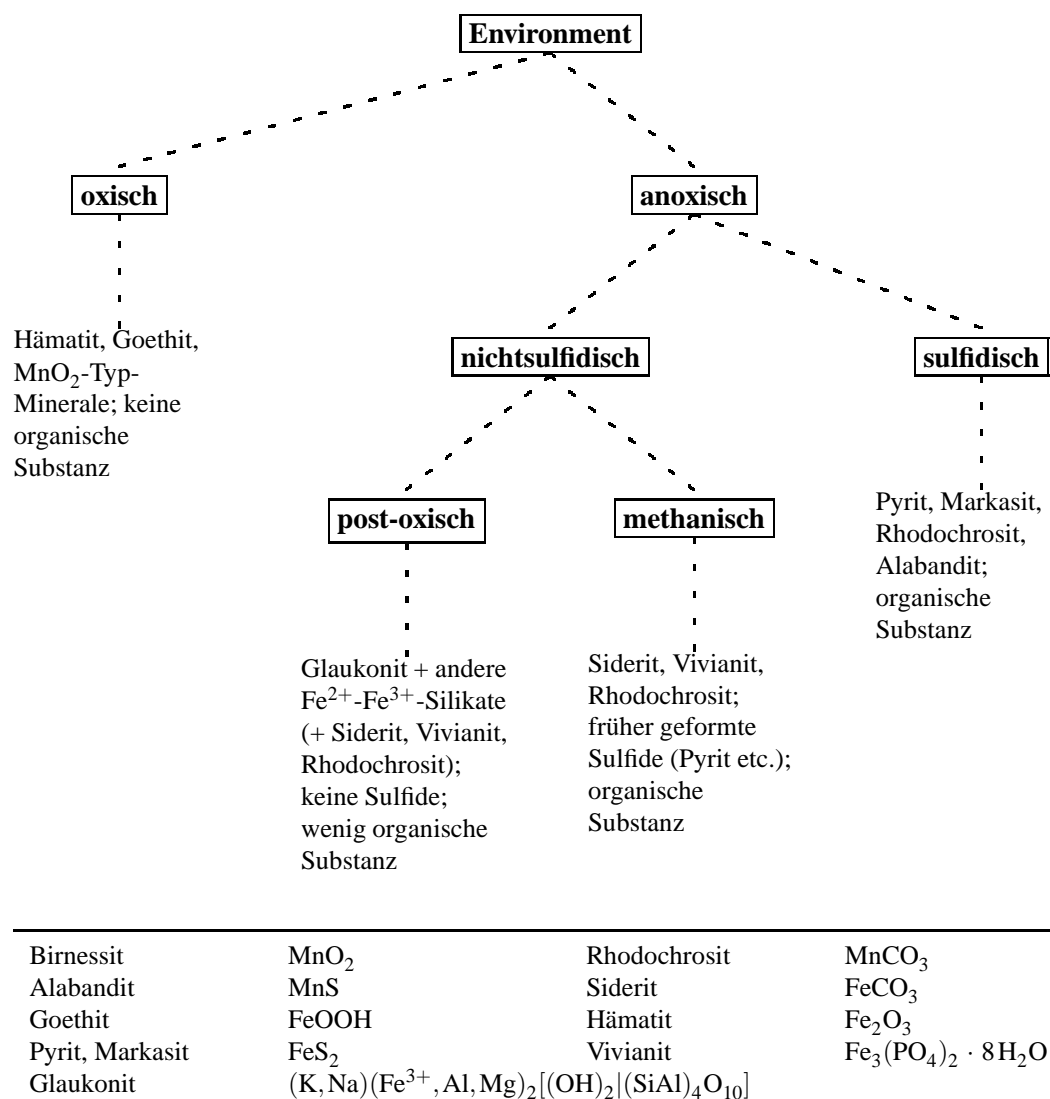 Environment
oxisch
anoxisch
Hämatit, Goethit,
MnO₂-Typ-
Minerale; keine
organische
Substanz
nichtsulfidisch
sulfidisch
post-oxisch
methanisch
Pyrit, Markasit,
Rhodochrosit,
Alabandit;
organische
Substanz
Glaukonit + andere
Fe²⁺-Fe³⁺-Silikate
(+ Siderit, Vivianit,
Rhodochrosit);
keine Sulfide;
wenig organische
Substanz
Siderit, Vivianit,
Rhodochrosit;
früher geformte
Sulfide (Pyrit etc.);
organische
Substanz
Birnessit MnO₂ Rhodochrosit MnCO₃
Alabandit MnS Siderit FeCO₃
Goethit FeOOH Hämatit Fe₂O₃
Pyrit, Markasit FeS₂ Vivianit Fe₃(PO₄)₂ · 8H₂O
Glaukonit (K,Na)(Fe³⁺,Al,Mg)₂[(OH)₂|(SiAl)₄O₁₀]